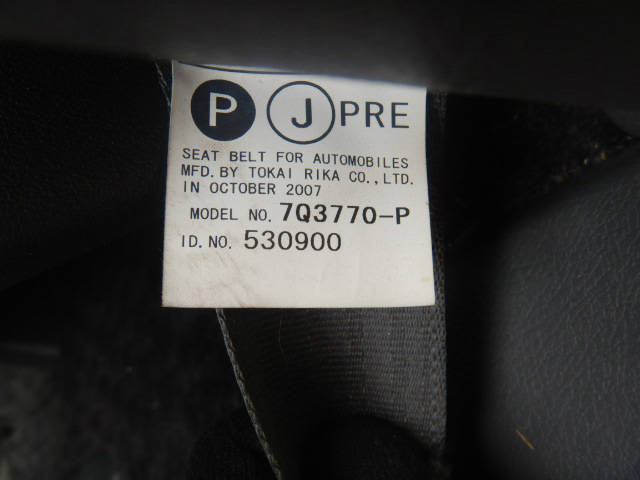 P J PRE
SEAT BELT FOR AUTOMOBILES
MFD. BY TOKAI RIKA CO.,LTD.
IN OCTOBER 2007
MODEL NO. 7Q3770-P
ID.NO. 530900